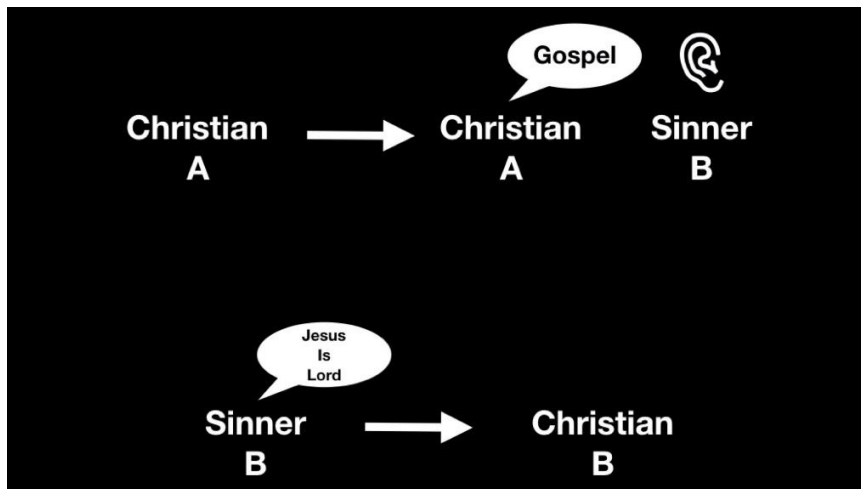 Gospel
Christian Christian Sinner
A A B
Jesus
Is
Lord
Sinner Christian
B B